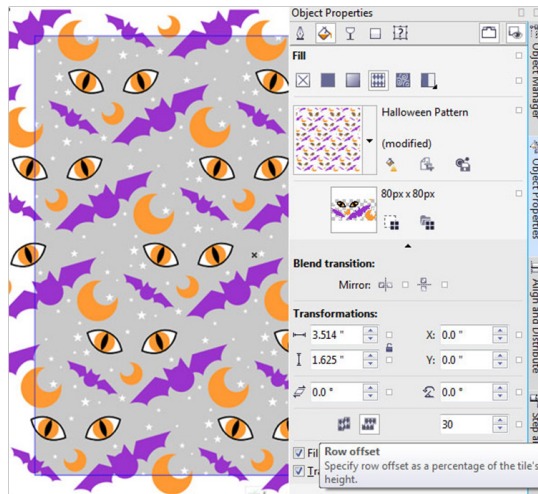 Object Properties
Fill
Halloween Pattern
(modified)
80px x 80px
Blend transition:
Mirror:
Transformations:
3.514 "
X: 0.0 "
1.625 "
Y: 0.0 "
0.0 °
0.0 °
30
Fil
Row offset
Specify row offset as a percentage of the tile's
height.
Tra
Object Manager
Object Properties
Align and Distribute